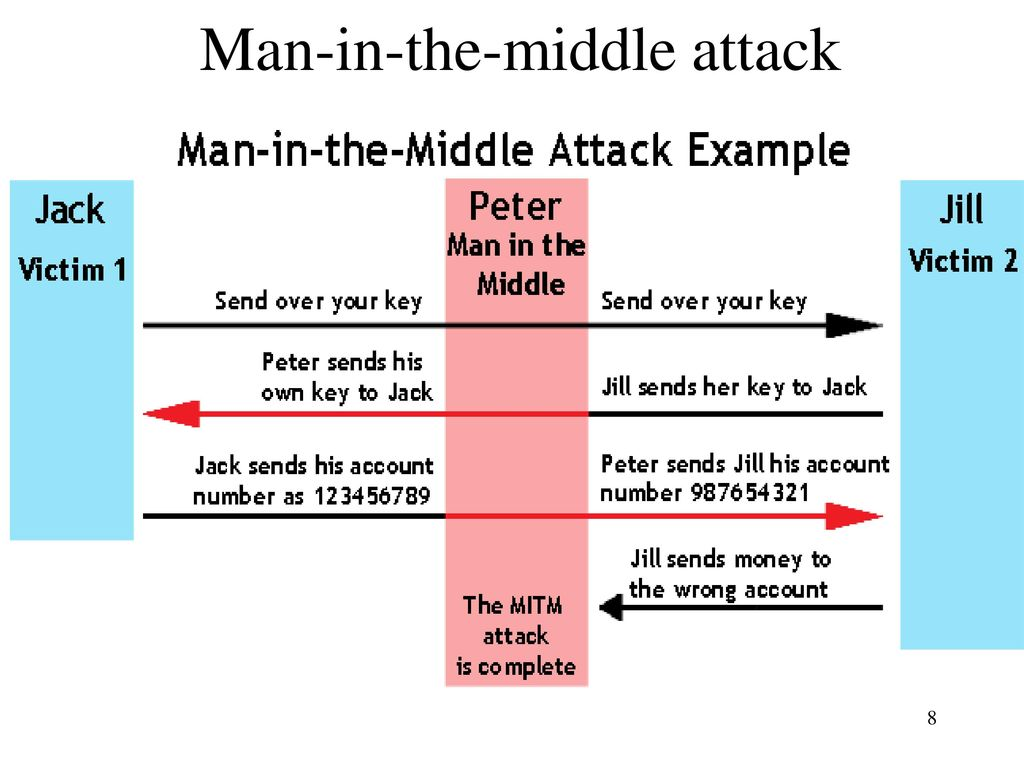 Man-in-the-middle attack
Man-in-the-Middle Attack Example
Jack
Victim 1
Peter
Man in the
Middle
Jill
Victim 2
Send over your key
Send over your key
Peter sends his
own key to Jack
Jill sends her key to Jack
Jack sends his account
number as 123456789
Peter sends Jill his account
number 987654321
Jill sends money to
the wrong account
The MITM
attack
is complete
8